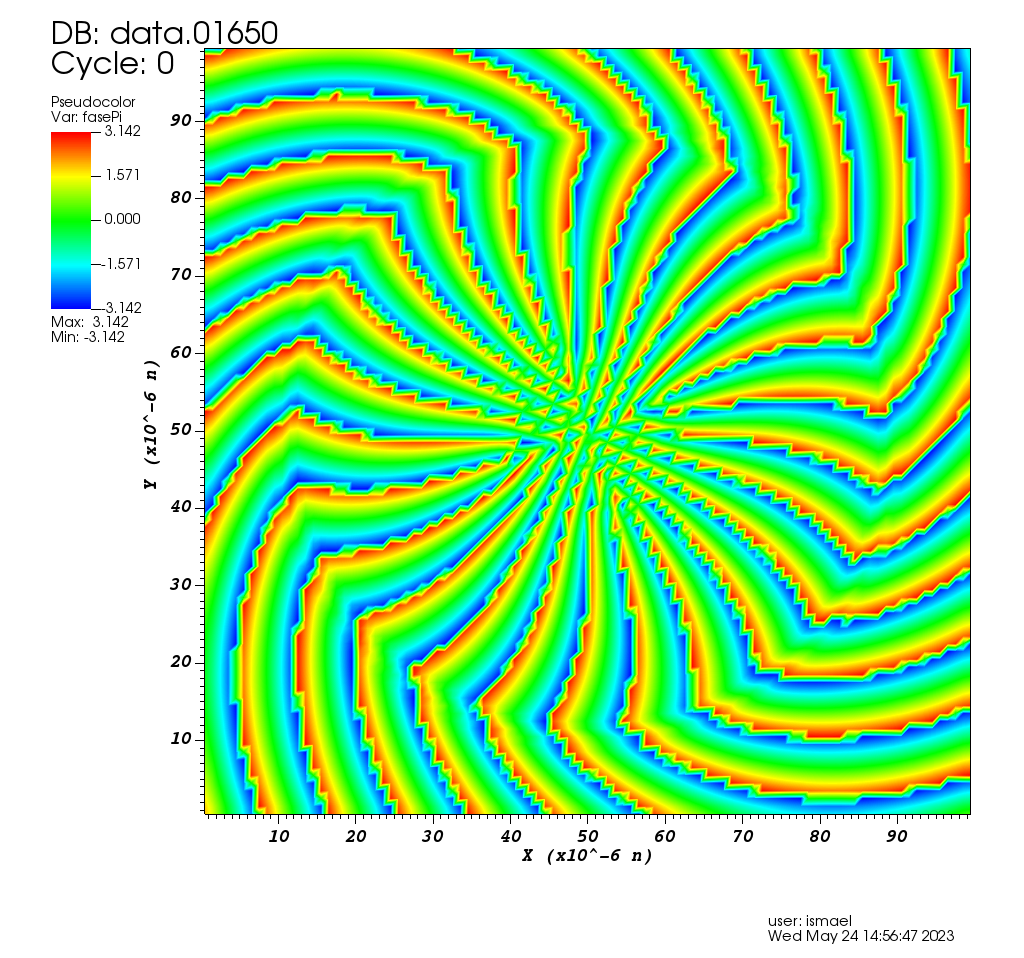 DB: data.01650
Cycle: 0
Pseudocolor
Var: fasePi
3.142
1.571
0.000
-1.571
-3.142
Max: 3.142
Min: -3.142
90
80
70
60
50
40
30
20
10
Y (x10^-6 n)
10 20 30 40 50 60 70 80 90
X (x10^-6 n)
user: ismael
Wed May 24 14:56:47 2023